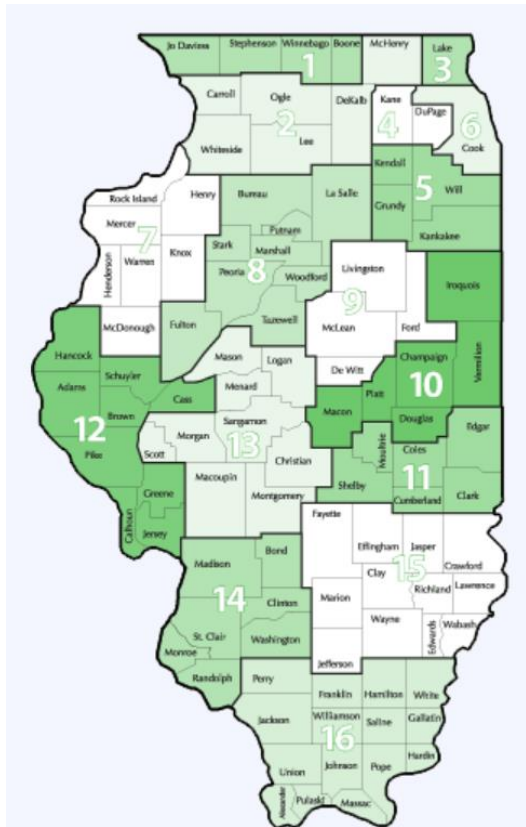 Jo Daviess Stephenson Winnebago Boone McHenry Lake
1 3
Carroll Ogle DeKalb Kane DuPage 6
2 4
Whiteside Lee Cook
Kendall Will
5
Rock Island Henry Bureau La Salle Grundy
Mercer Putnam Kankakee
7 Stark Marshall
Henderson Warren Knox Peoria 8 Woodford Livingston Iroquois
9
McDonough Fulton Tazewell McLean Ford
Hancock Mason Logan De Witt Champaign Vermilion
Adams Schuyler Menard Piatt 10
Brown Cass Macon
12 Sangamon Douglas Edgar
Morgan 13 Moultrie Coles
Pike Scott Christian 11
Macoupin Shelby Cumberland Clark
Greene Montgomery
Calhoun Jersey Fayette
Effingham Jasper Crawford
Madison Bond Clay 15
14 Clinton Marion Richland Lawrence
St. Clair Washington Wayne Edwards Wabash
Monroe
Randolph Jefferson
Perry Franklin Hamilton White
Jackson Williamson Saline Gallatin
16
Union Johnson Pope Hardin
Alexander Pulaski Massac